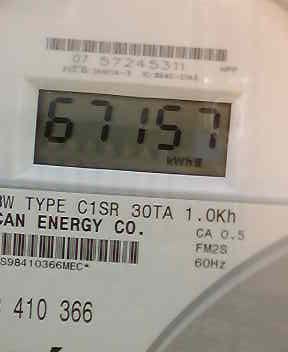 07 57245311
67157
kWh
3W TYPE C1SR 30TA 1.0Kh
CAN ENERGY CO.
CA 0.5
FM2S
S98410366MEC*
60Hz
410 366